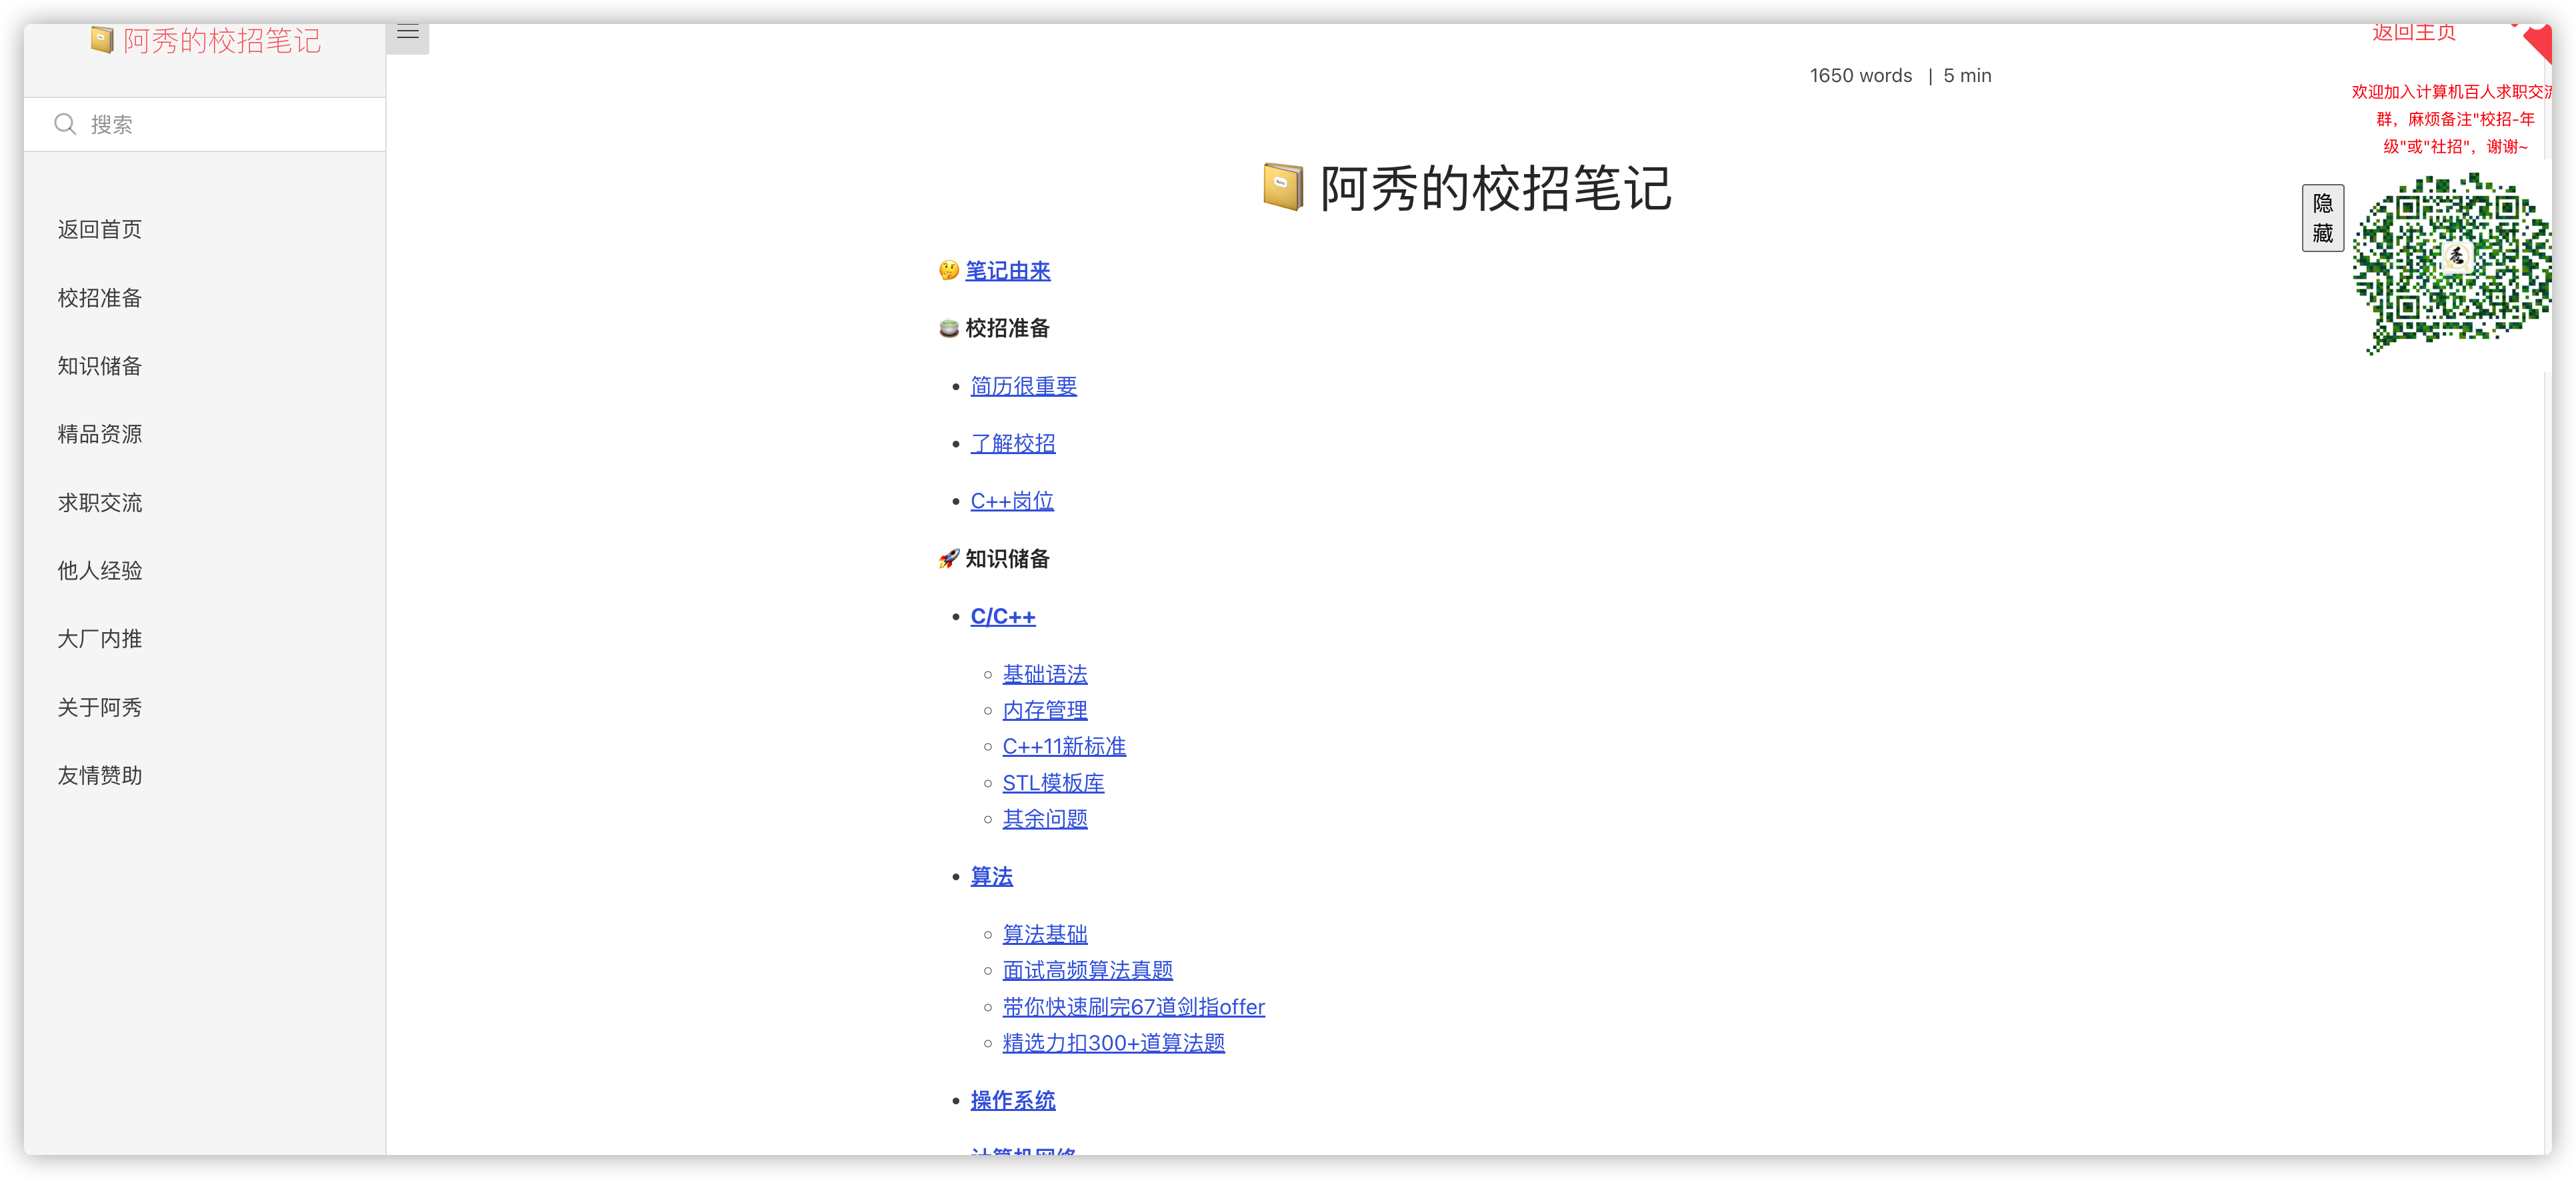 阿秀的校招笔记
搜索
返回首页
校招准备
知识储备
精品资源
求职交流
他人经验
大厂内推
关于阿秀
友情赞助
返回主页
1650 words | 5 min
欢迎加入计算机百人求职交流
群，麻烦备注"校招-年
级"或"社招"，谢谢~
隐
藏
秀
阿秀的校招笔记
笔记由来
校招准备
简历很重要
了解校招
C++岗位
知识储备
C/C++
基础语法
内存管理
C++11新标准
STL模板库
其余问题
算法
算法基础
面试高频算法真题
带你快速刷完67道剑指offer
精选力扣300+道算法题
操作系统
计算机网络